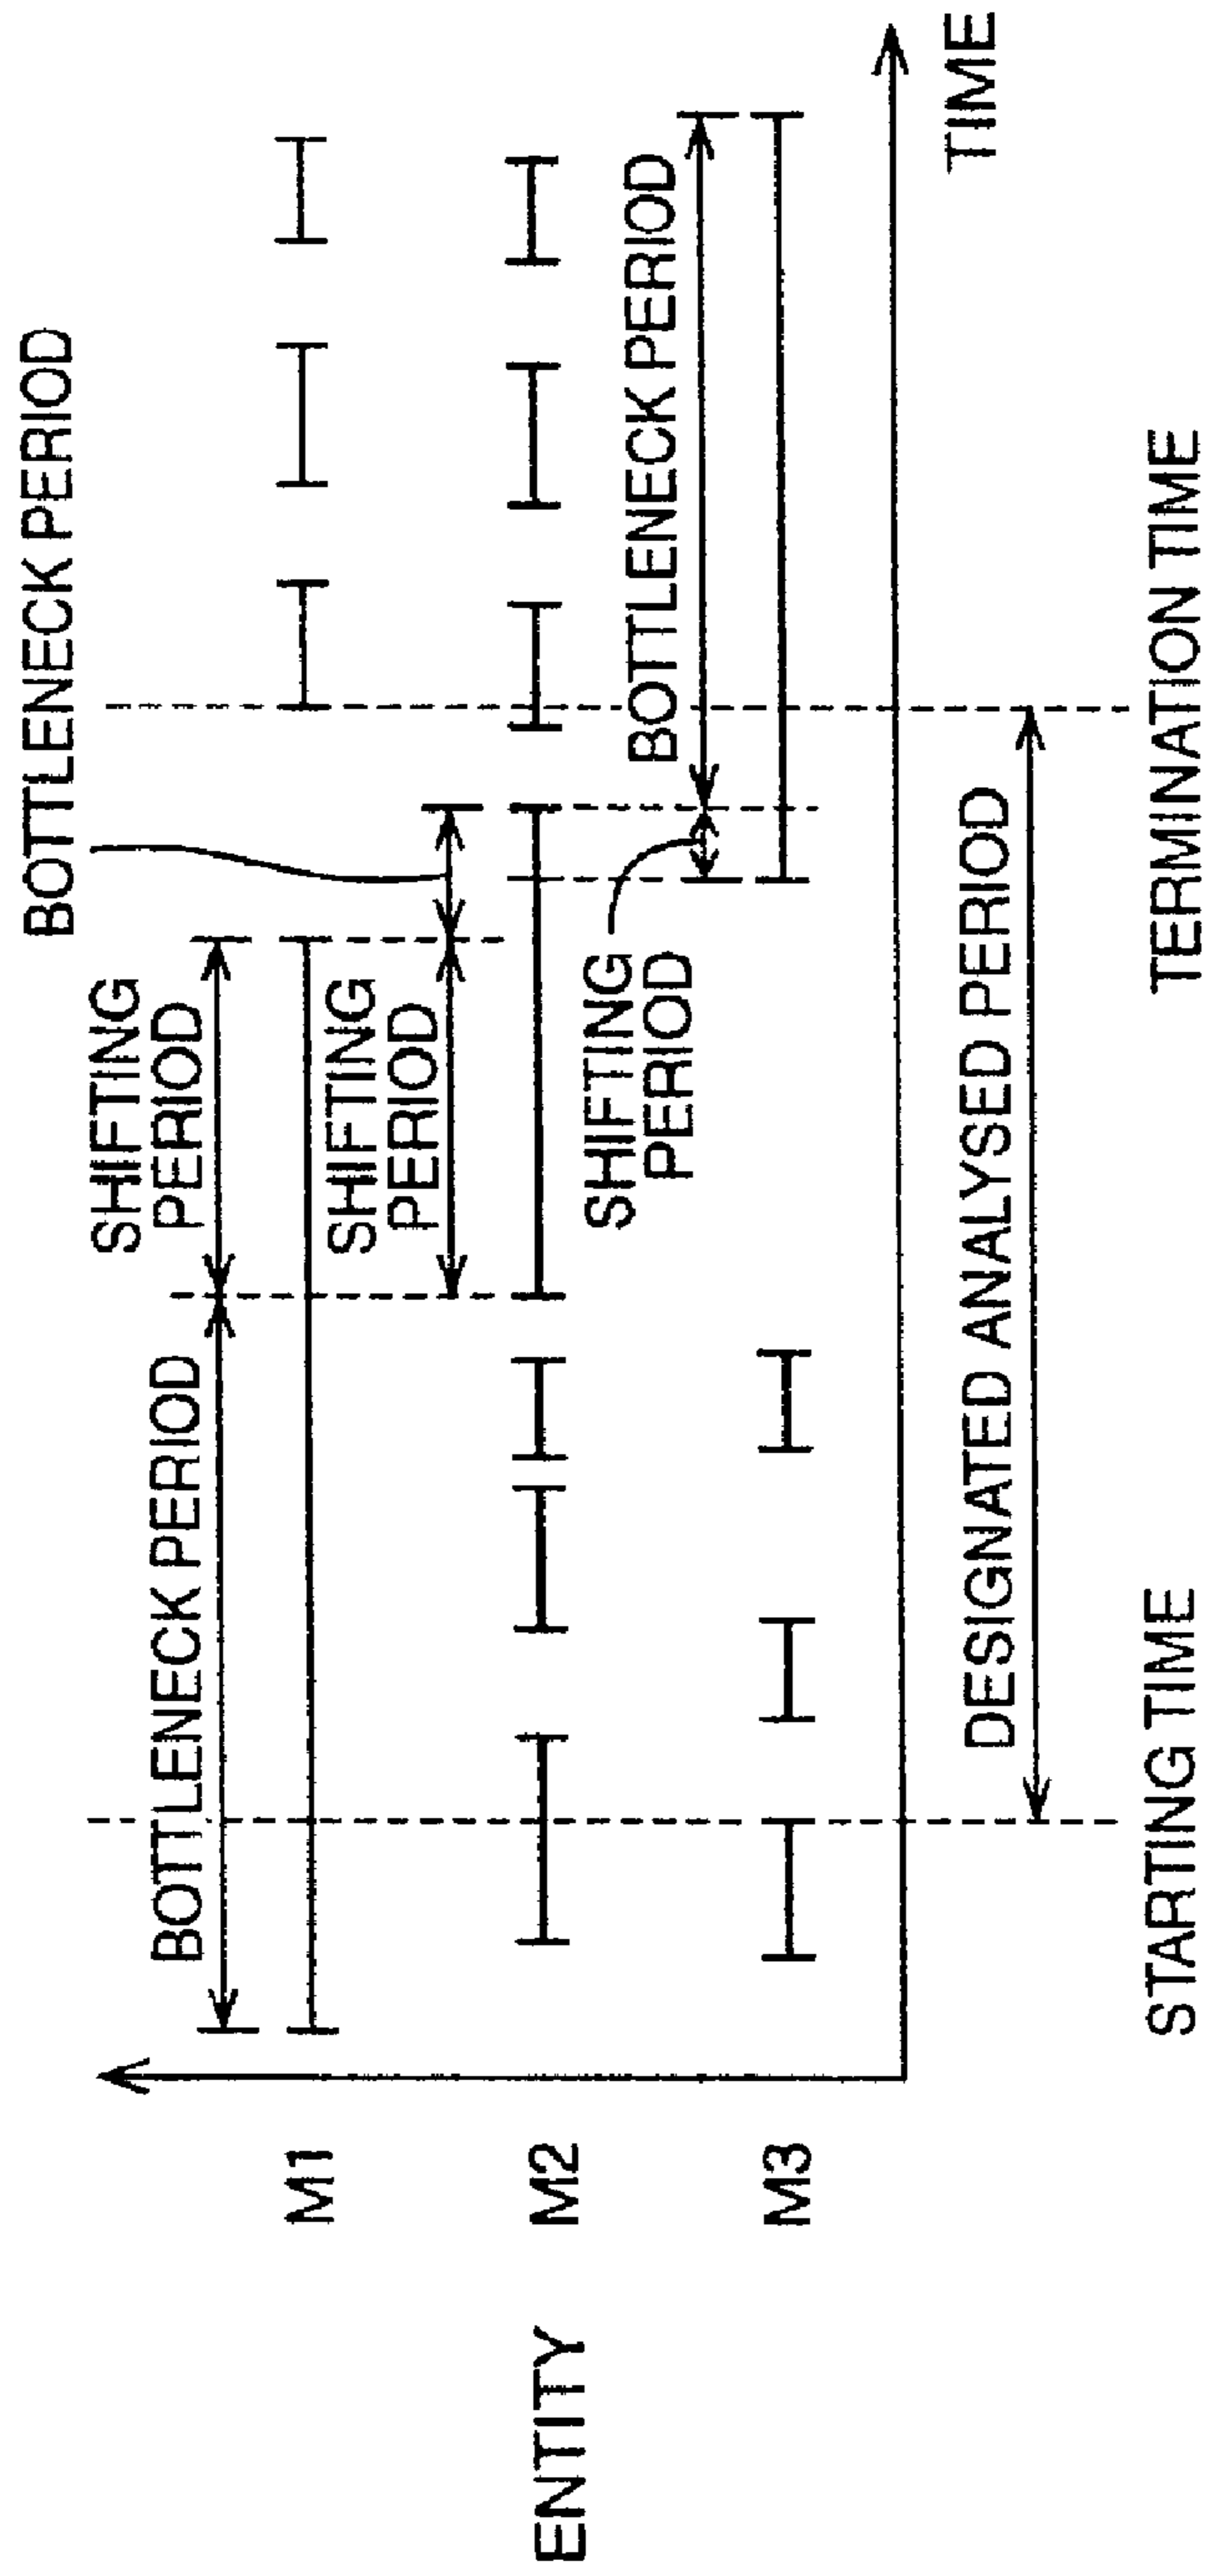 BOTTLENECK PERIOD
SHIFTING
PERIOD
BOTTLENECK PERIOD
M1
SHIFTING
PERIOD
ENTITY
M2
BOTTLENECK PERIOD
SHIFTING
PERIOD
M3
TIME
DESIGNATED ANALYSED PERIOD
STARTING TIME
TERMINATION TIME